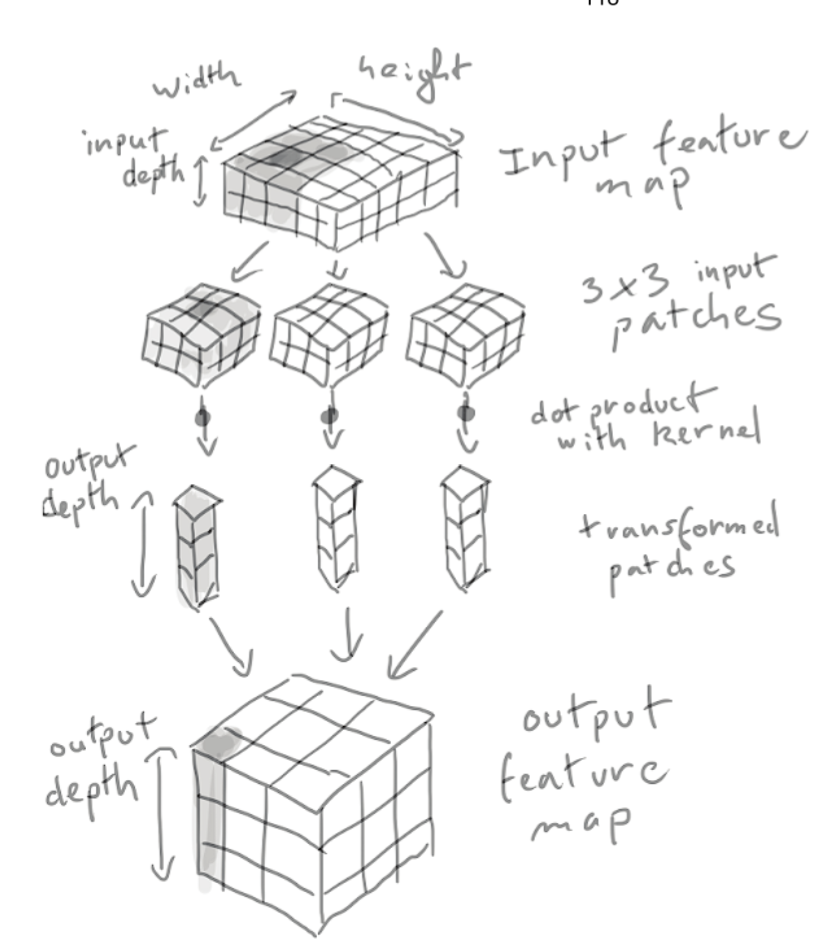 width
height
input
depth
Input feature
map
3x3 input
patches
dot product
with kernel
output
depth
transformed
patches
output
depth
output
feature
map